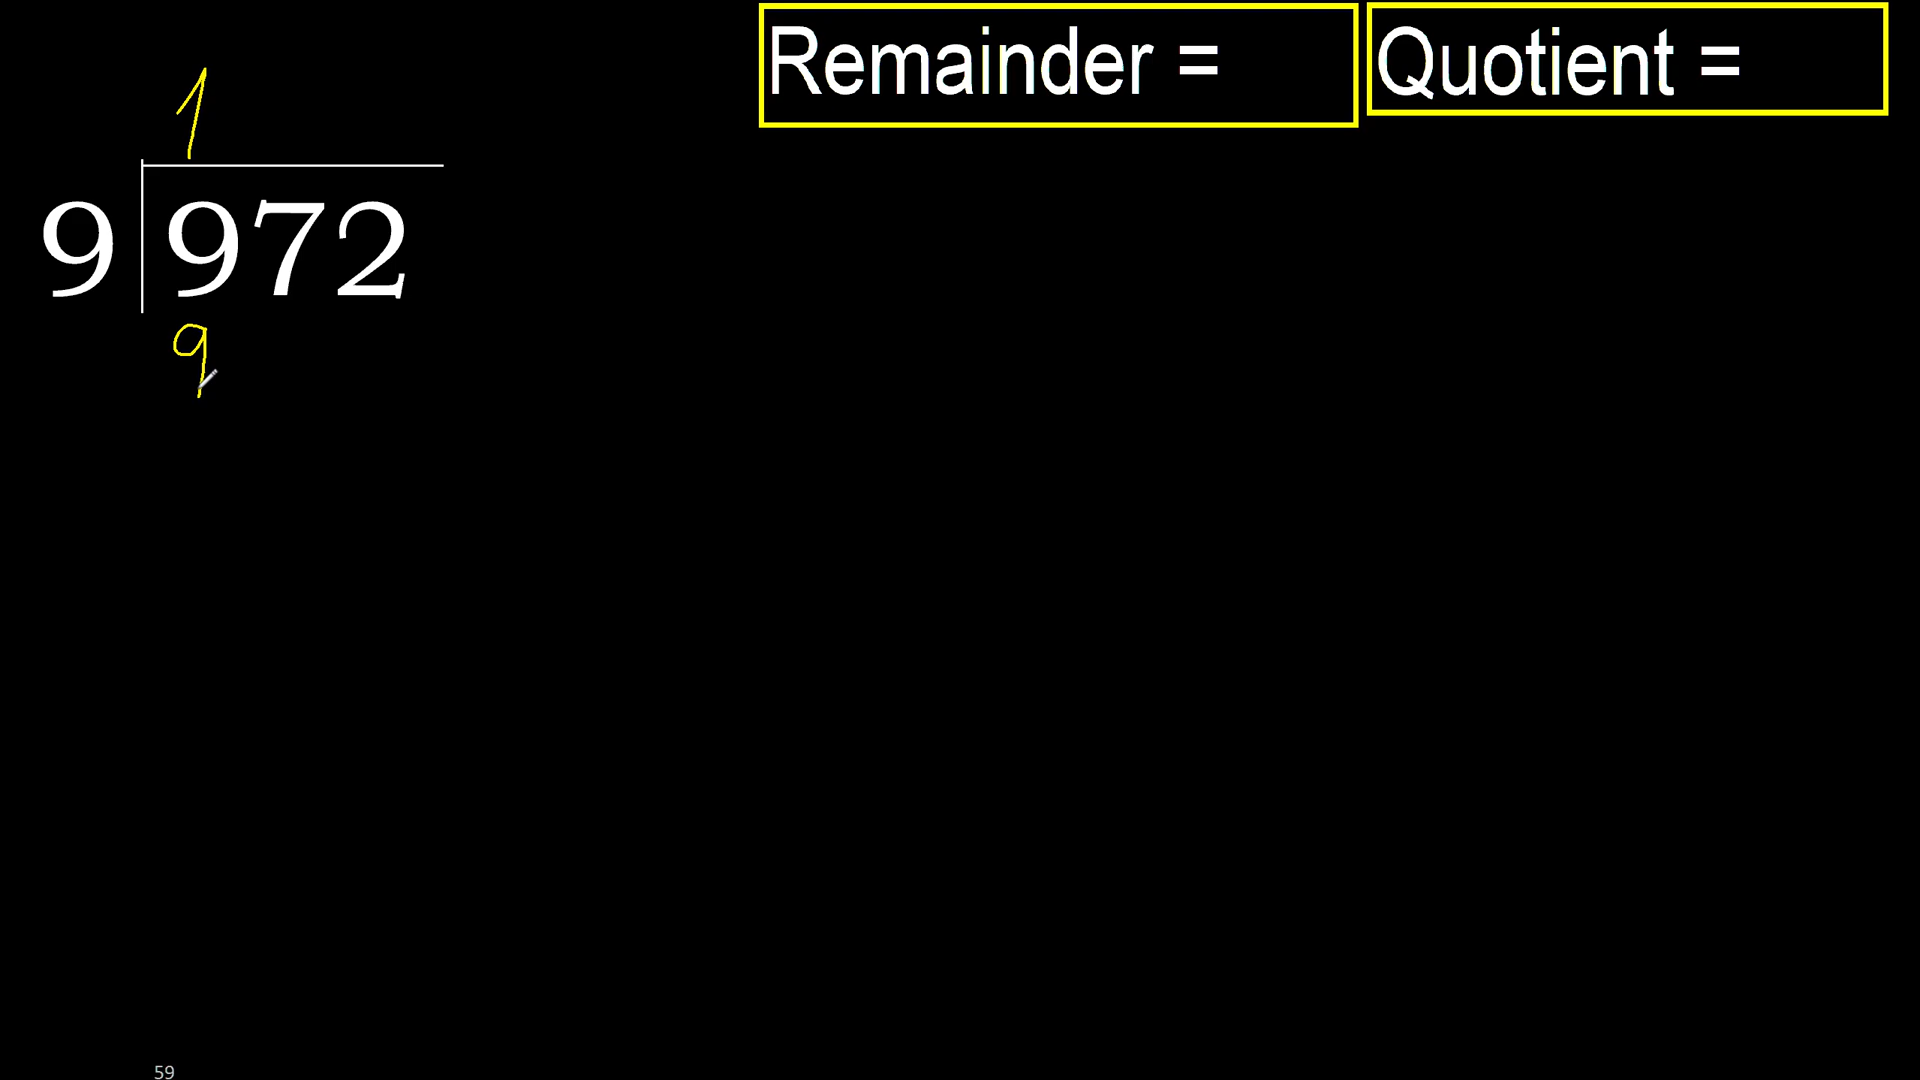 Remainder =
Quotient =
1
9 972
9
59